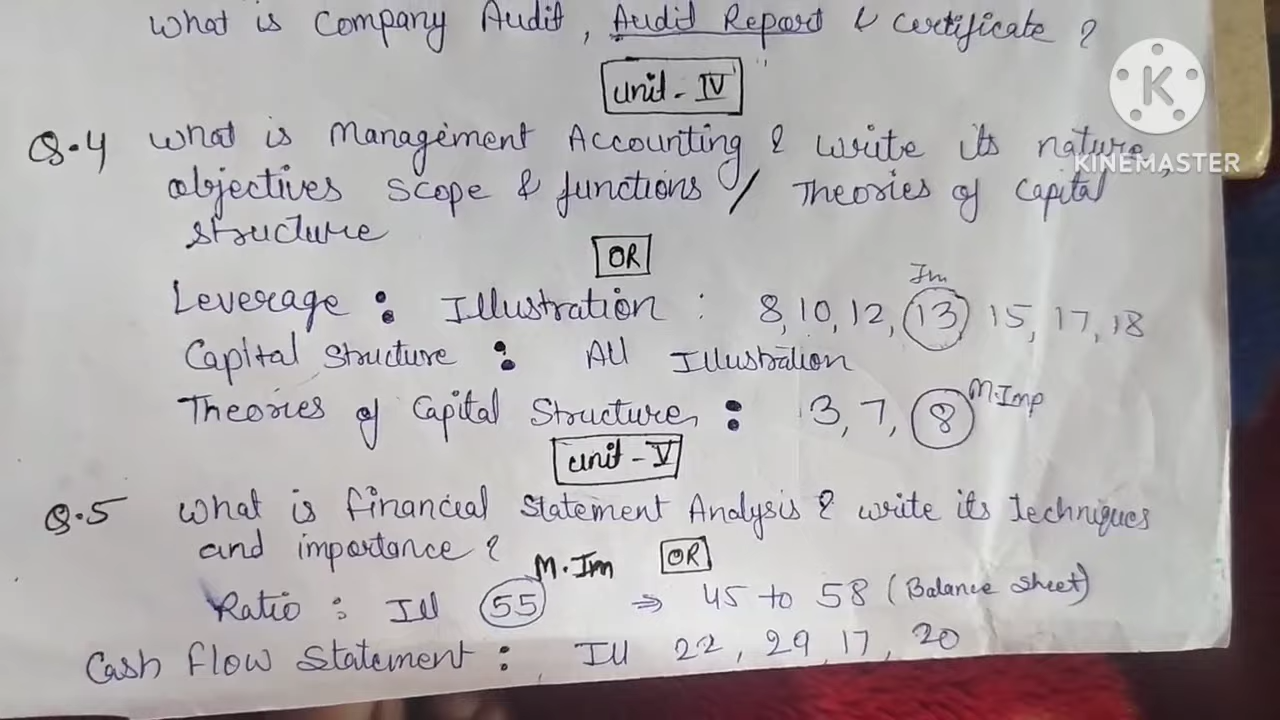 What is Company Audit, Audit Report & Certificate ?
Unit - IV
Q.4 What is Management Accounting & write its nature,
objectives scope & functions / Theories of Capital
structure
OR
Im
Leverage : Illustration : 8, 10, 12, 13 15, 17, 18
Capital Structure : All Illustration
Theories of Capital Structure : 3, 7, 8 M.Imp
Unit - V
Q.5 What is Financial Statement Analysis ? write its techniques
and importance ?
M.Im OR
Ratio : Ill 55 ⇒ 45 to 58 (Balance Sheet)
Cash Flow Statement : Ill 22, 29, 17, 20
K
KINEMASTER